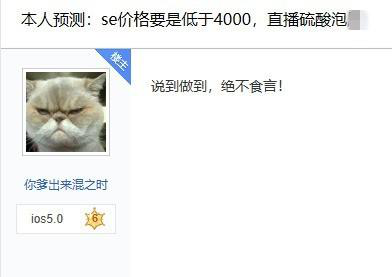 本人预测：se价格要是低于4000，直播硫酸泡
楼主
说到做到，绝不食言！
你爹出来混之时
ios5.0
6